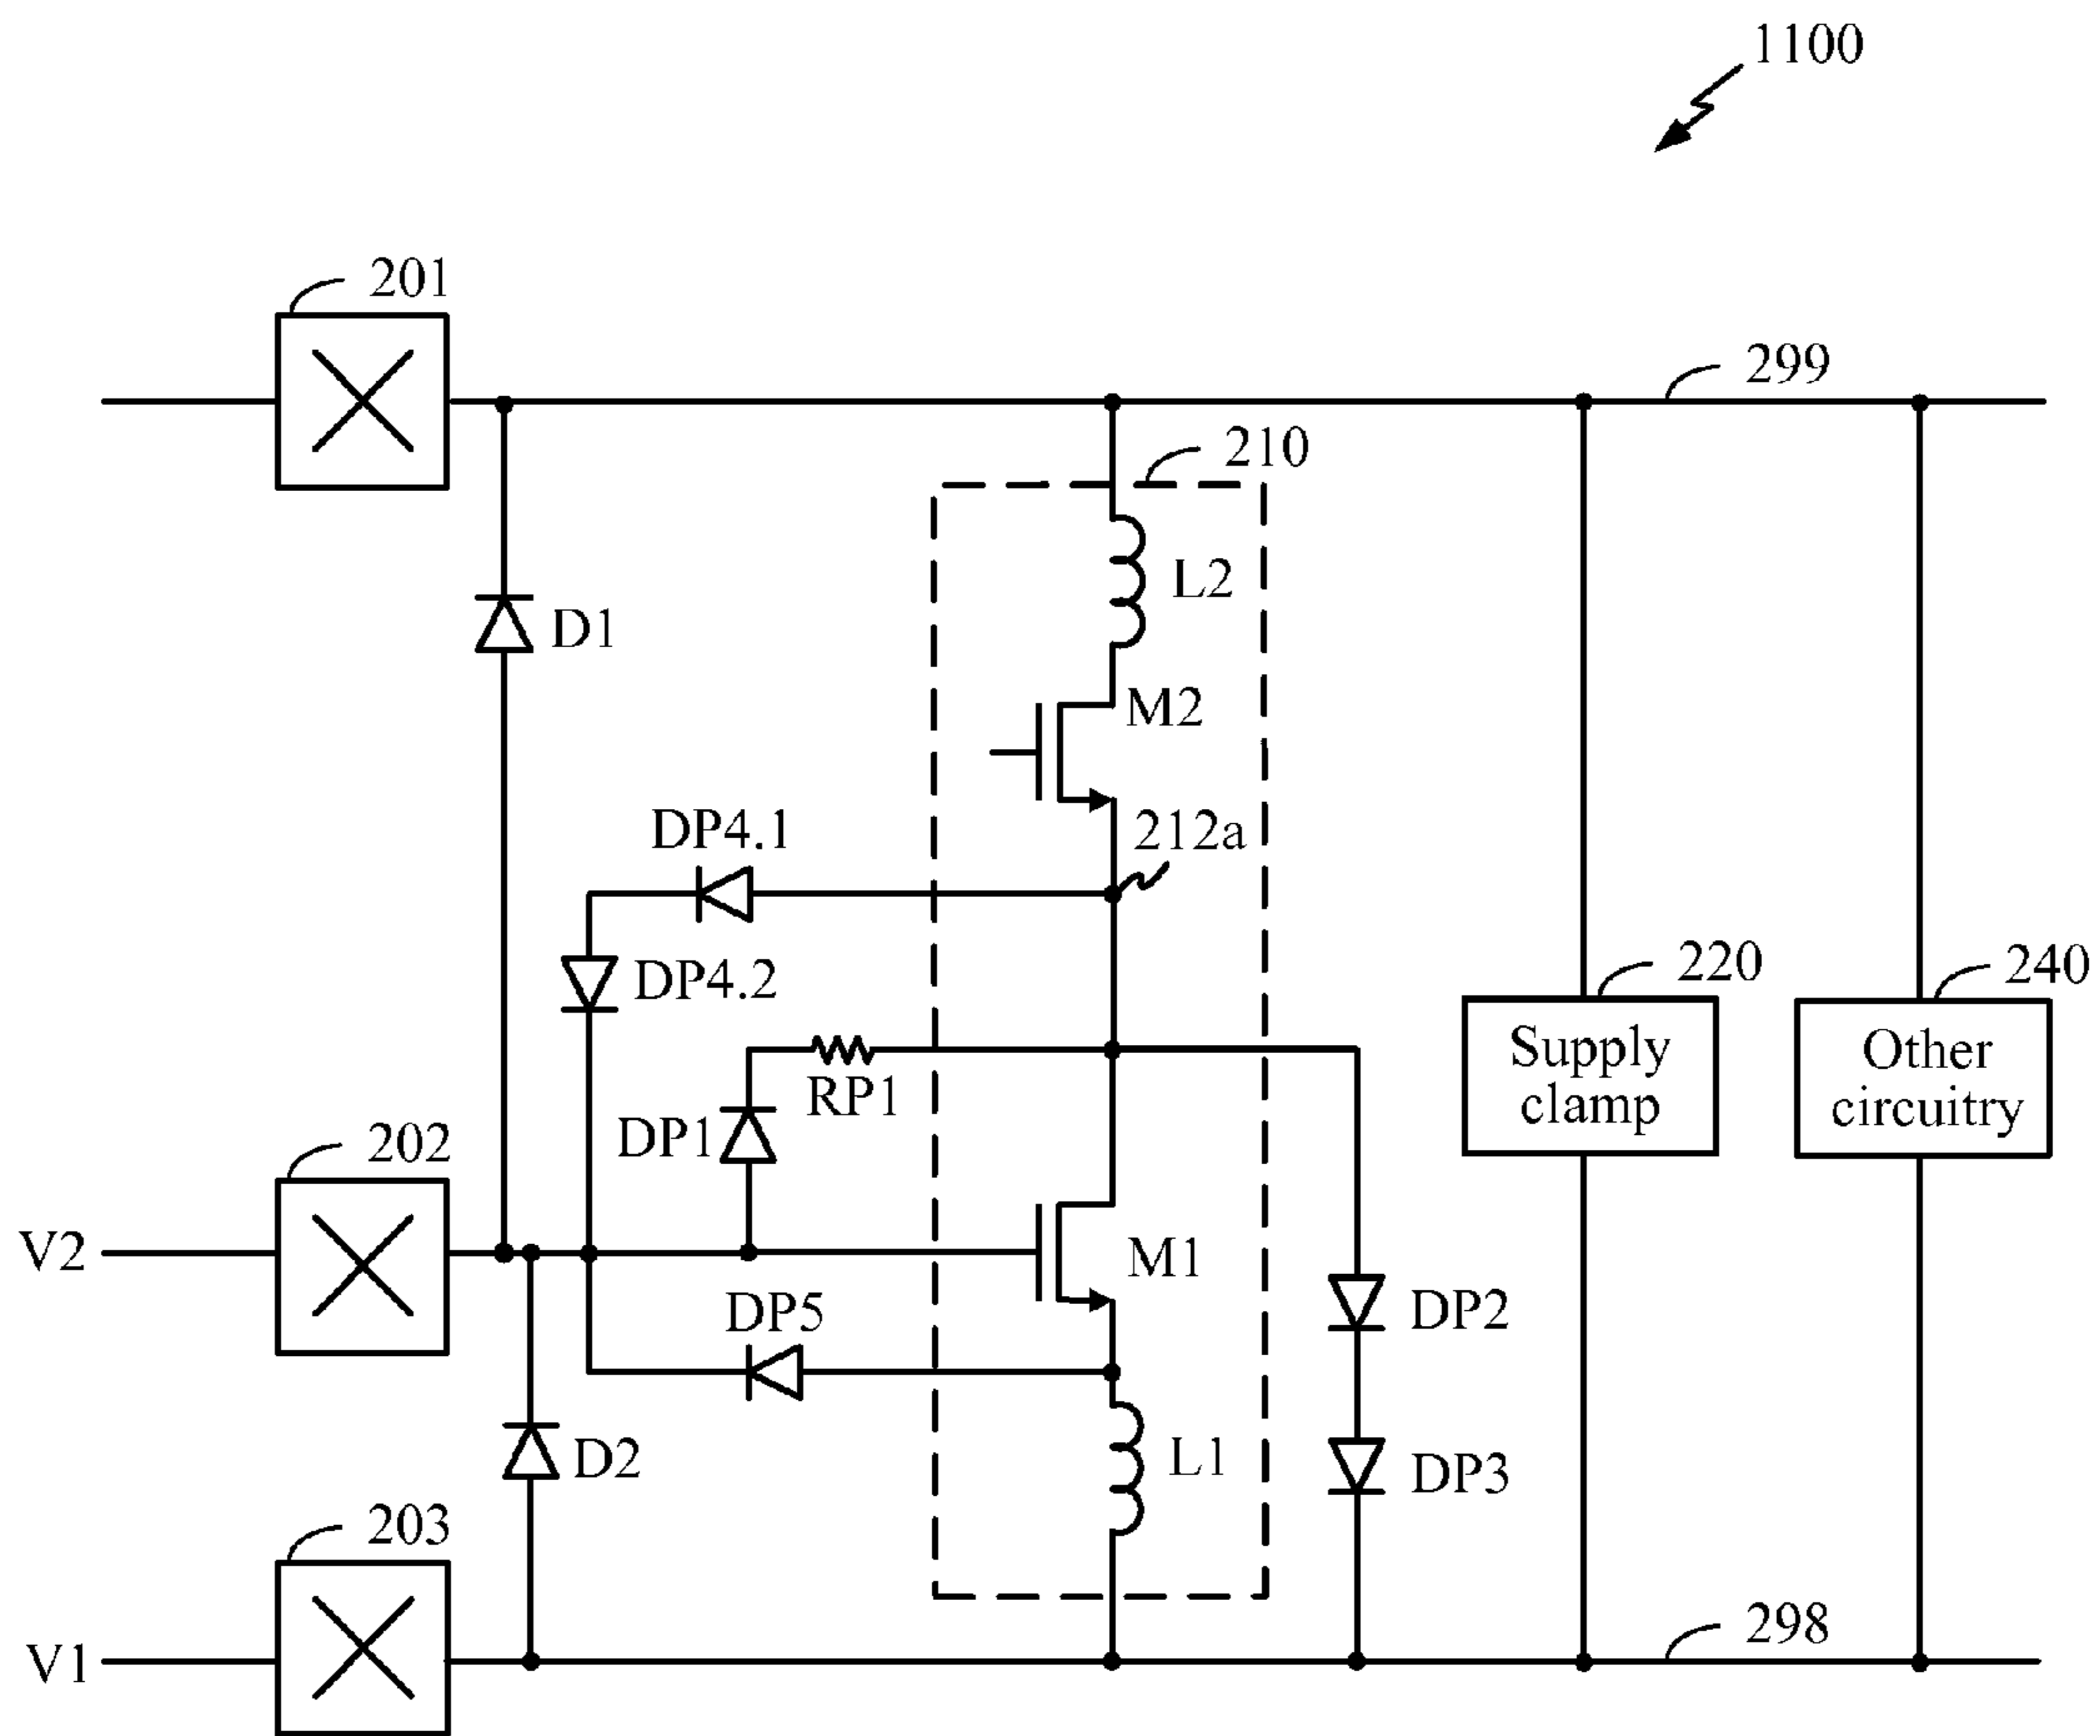 1100
201
299
210
L2
D1
M2
DP4.1
212a
DP4.2
220
240
Supply
clamp
Other
circuitry
RP1
DP1
202
V2
M1
DP5
DP2
D2
L1
DP3
203
298
V1